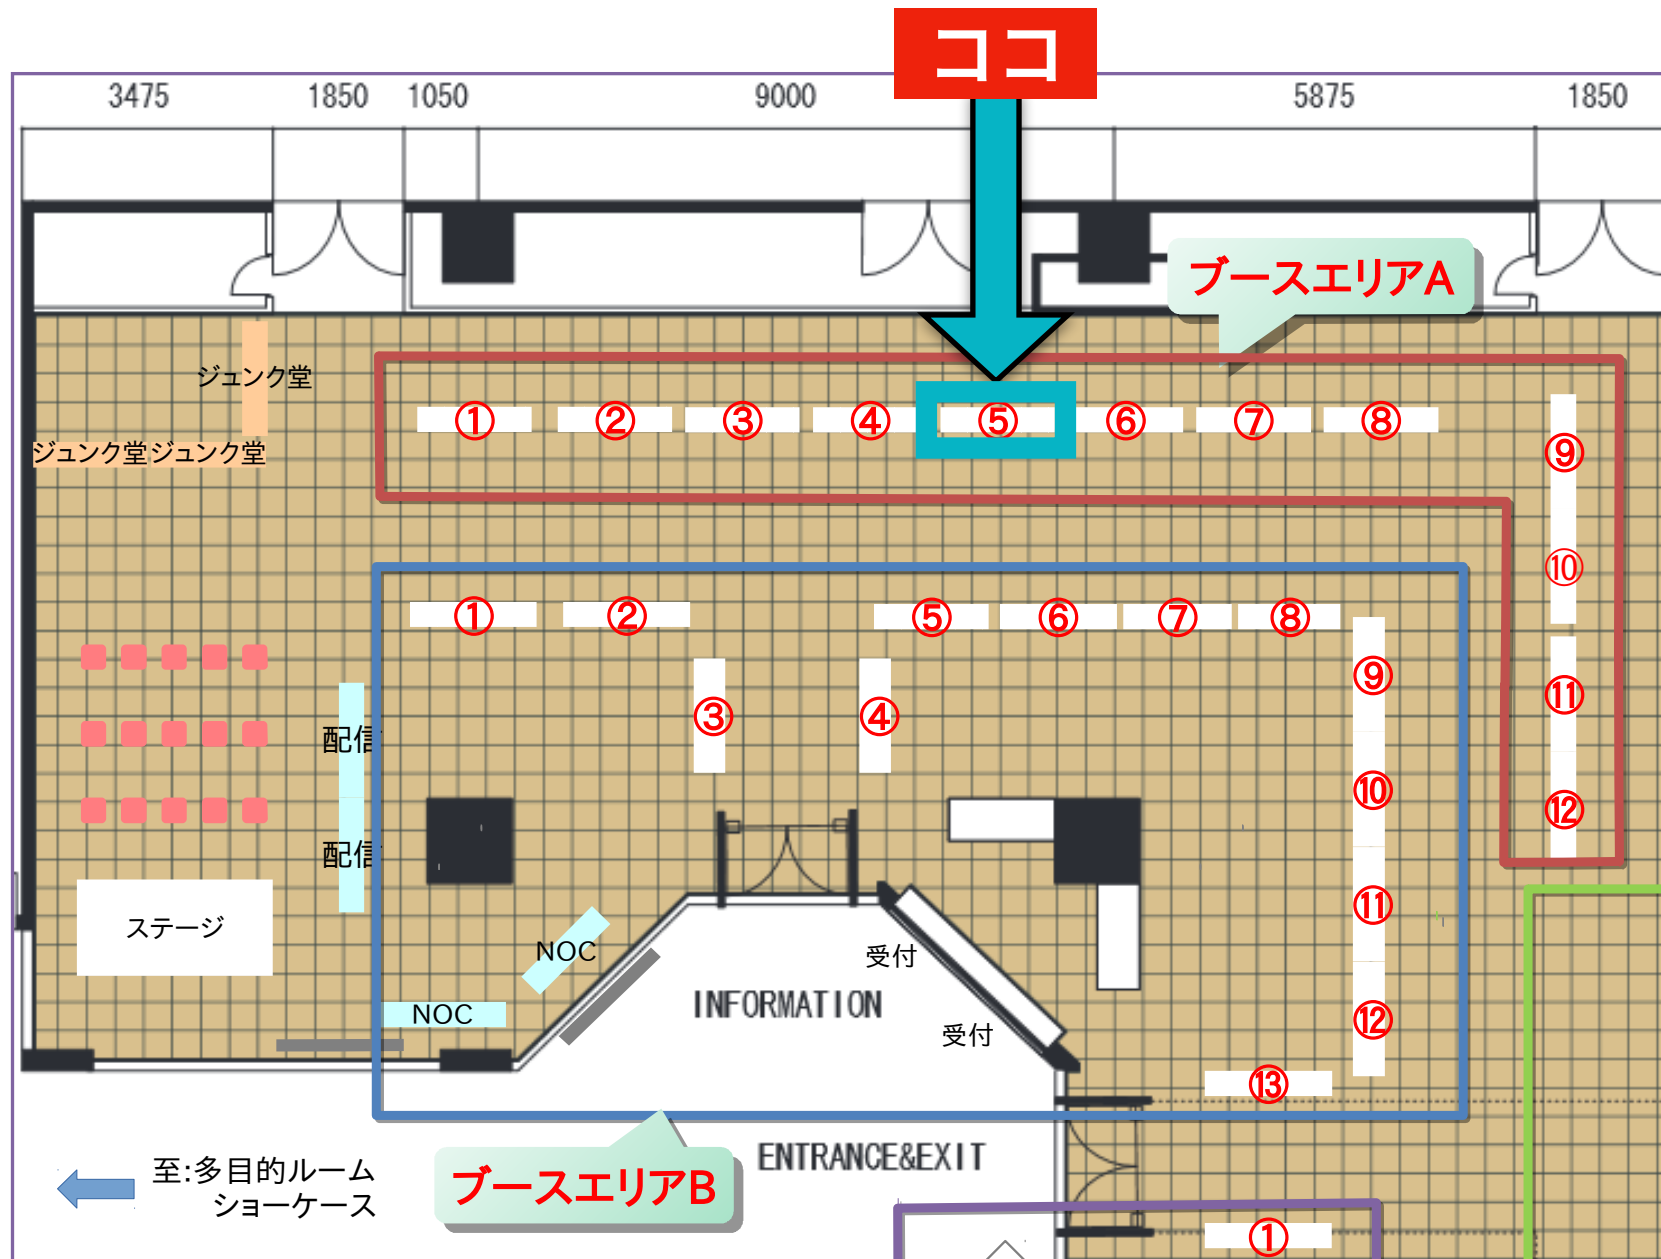 ココ
3475
1850
1050
9000
5875
1850
ブースエリアA
ジュンク堂
ジュンク堂
ジュンク堂
①
②
③
④
⑤
⑥
⑦
⑧
⑨
⑩
⑪
⑫
①
②
③
④
⑤
⑥
⑦
⑧
⑨
⑩
⑪
⑫
⑬
配信
配信
ステージ
NOC
NOC
受付
受付
INFORMATION
ENTRANCE&EXIT
ブースエリアB
至:多目的ルーム
ショーケース
①